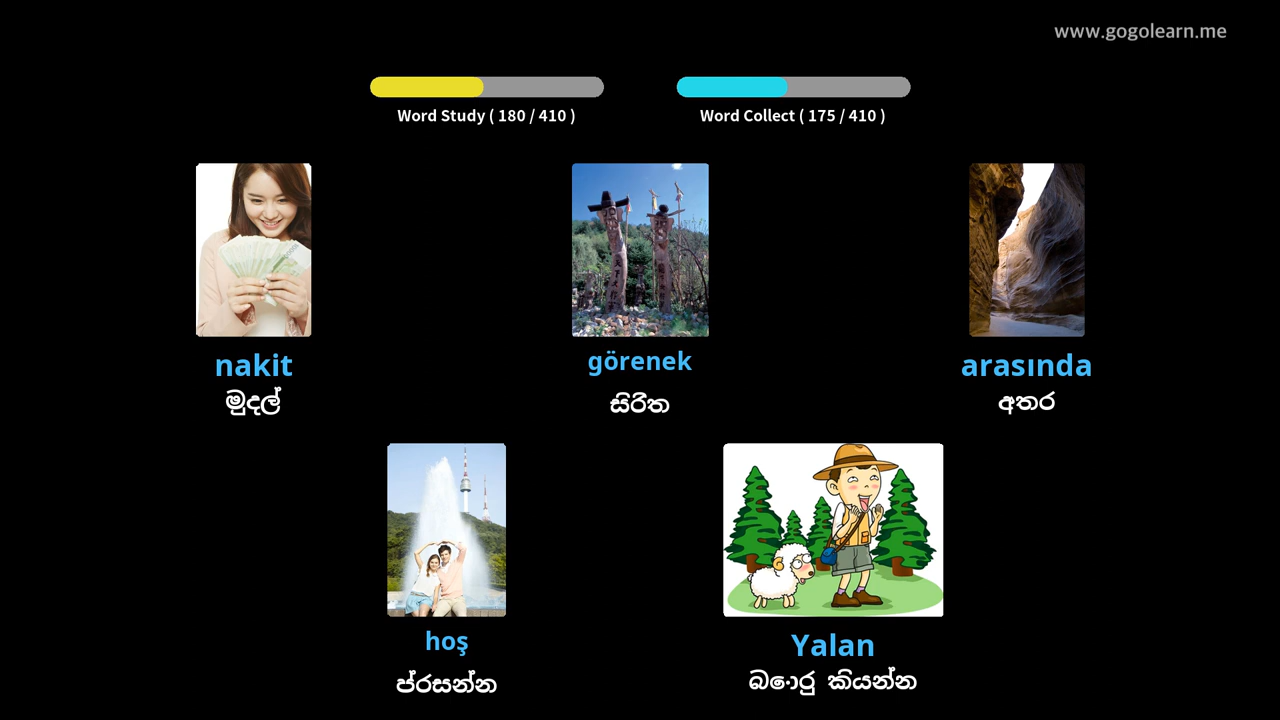 www.gogolearn.me
Word Study ( 180 / 410 )
Word Collect ( 175 / 410 )
nakit
මුදල්
görenek
සිරිත
arasında
අතර
hoş
ප්රසන්න
Yalan
බොරු කියන්න